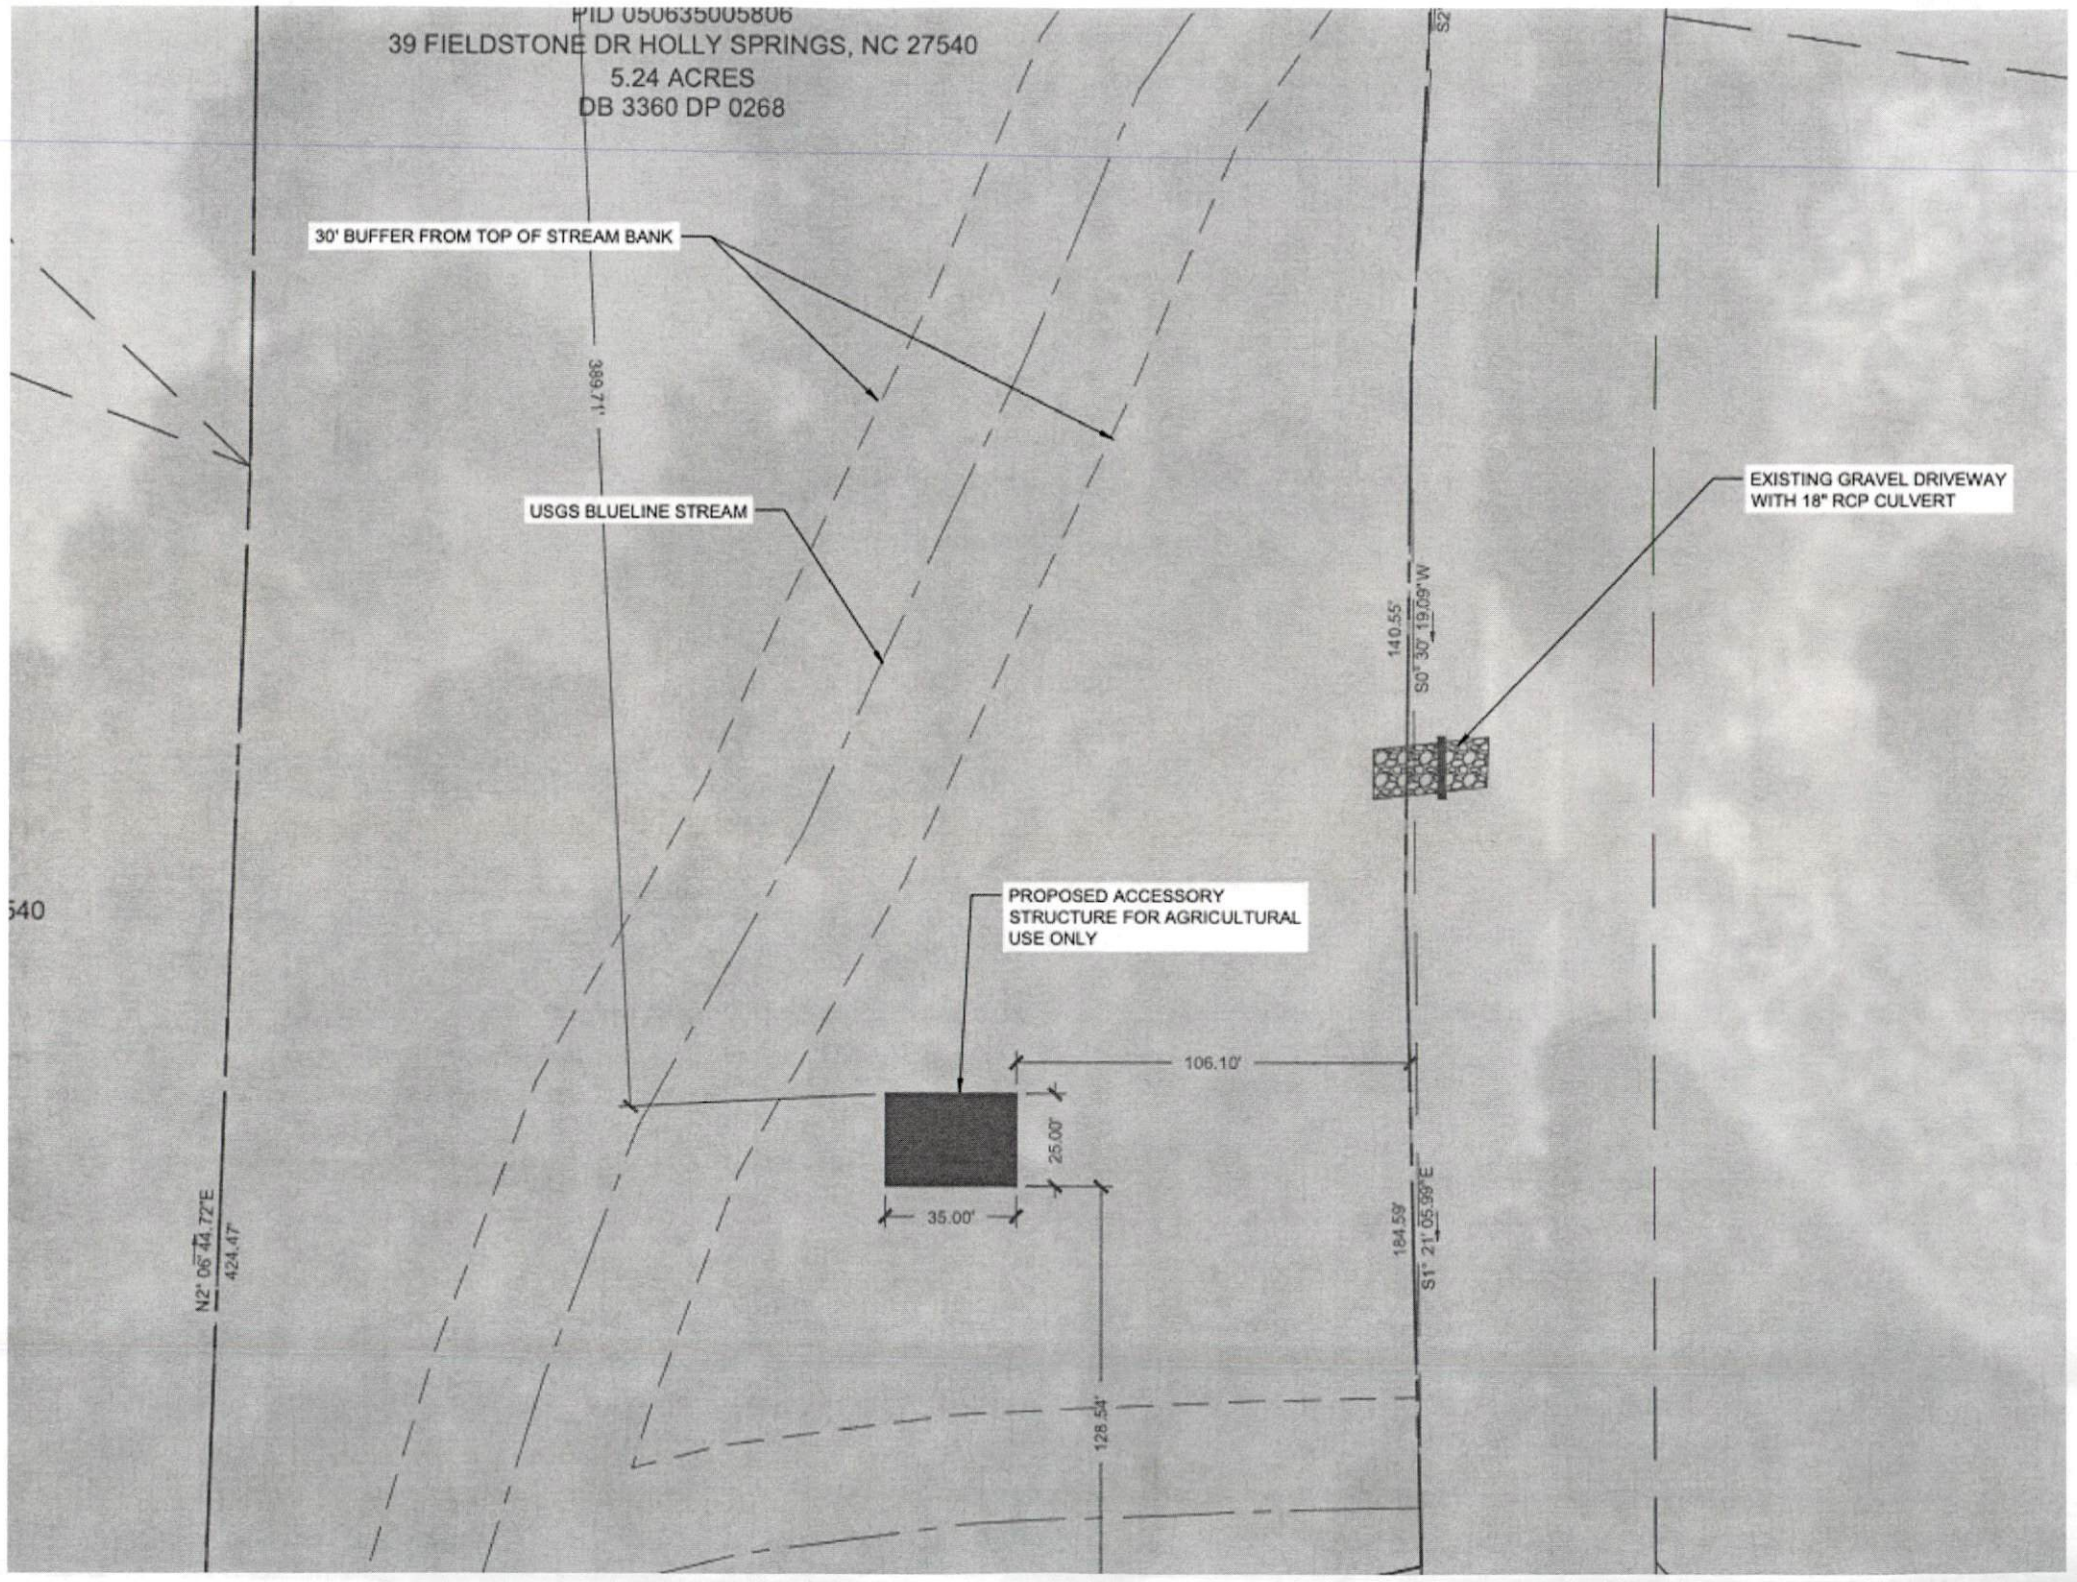 PID 050635005806
39 FIELDSTONE DR HOLLY SPRINGS, NC 27540
5.24 ACRES
DB 3360 DP 0268
30' BUFFER FROM TOP OF STREAM BANK
389.71'
USGS BLUELINE STREAM
EXISTING GRAVEL DRIVEWAY
WITH 18" RCP CULVERT
140.55'
S0° 30' 19.09"W
540
PROPOSED ACCESSORY
STRUCTURE FOR AGRICULTURAL
USE ONLY
106.10'
25.00'
35.00'
N2° 06' 44.72"E
424.47'
184.59'
S1° 21' 05.99"E
128.54'